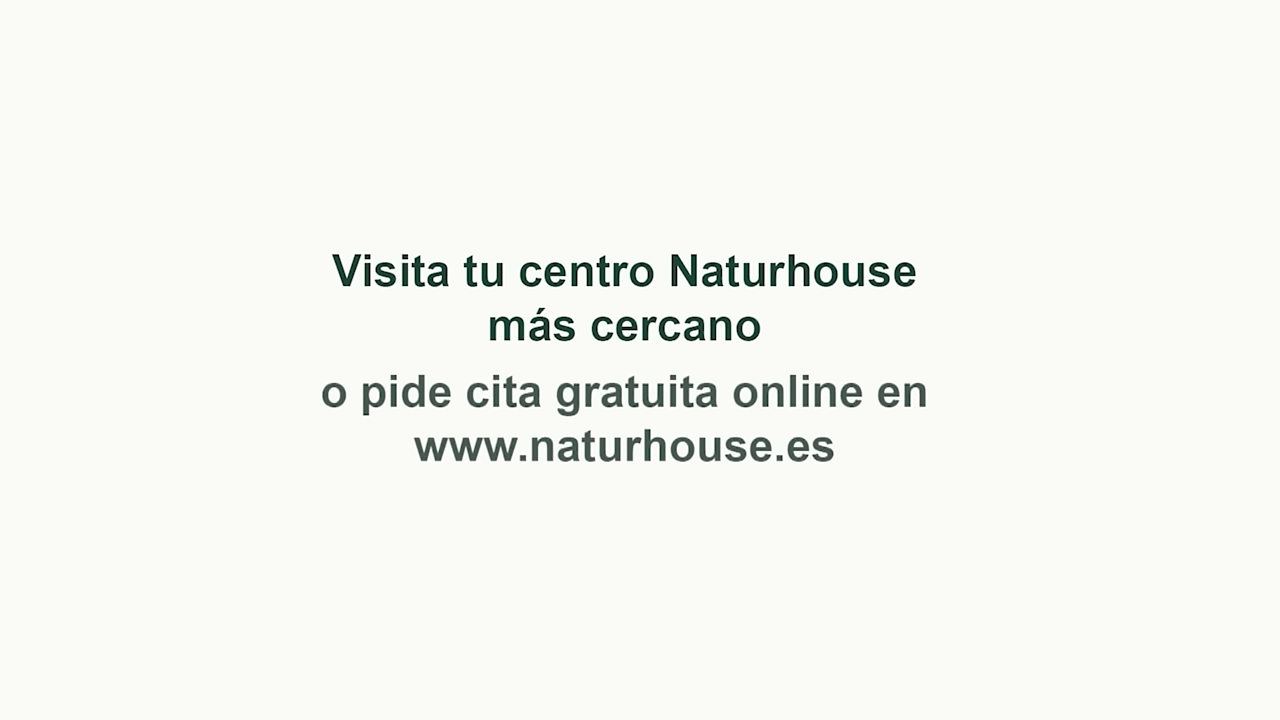 Visita tu centro Naturhouse
más cercano
o pide cita gratuita online en
www.naturhouse.es